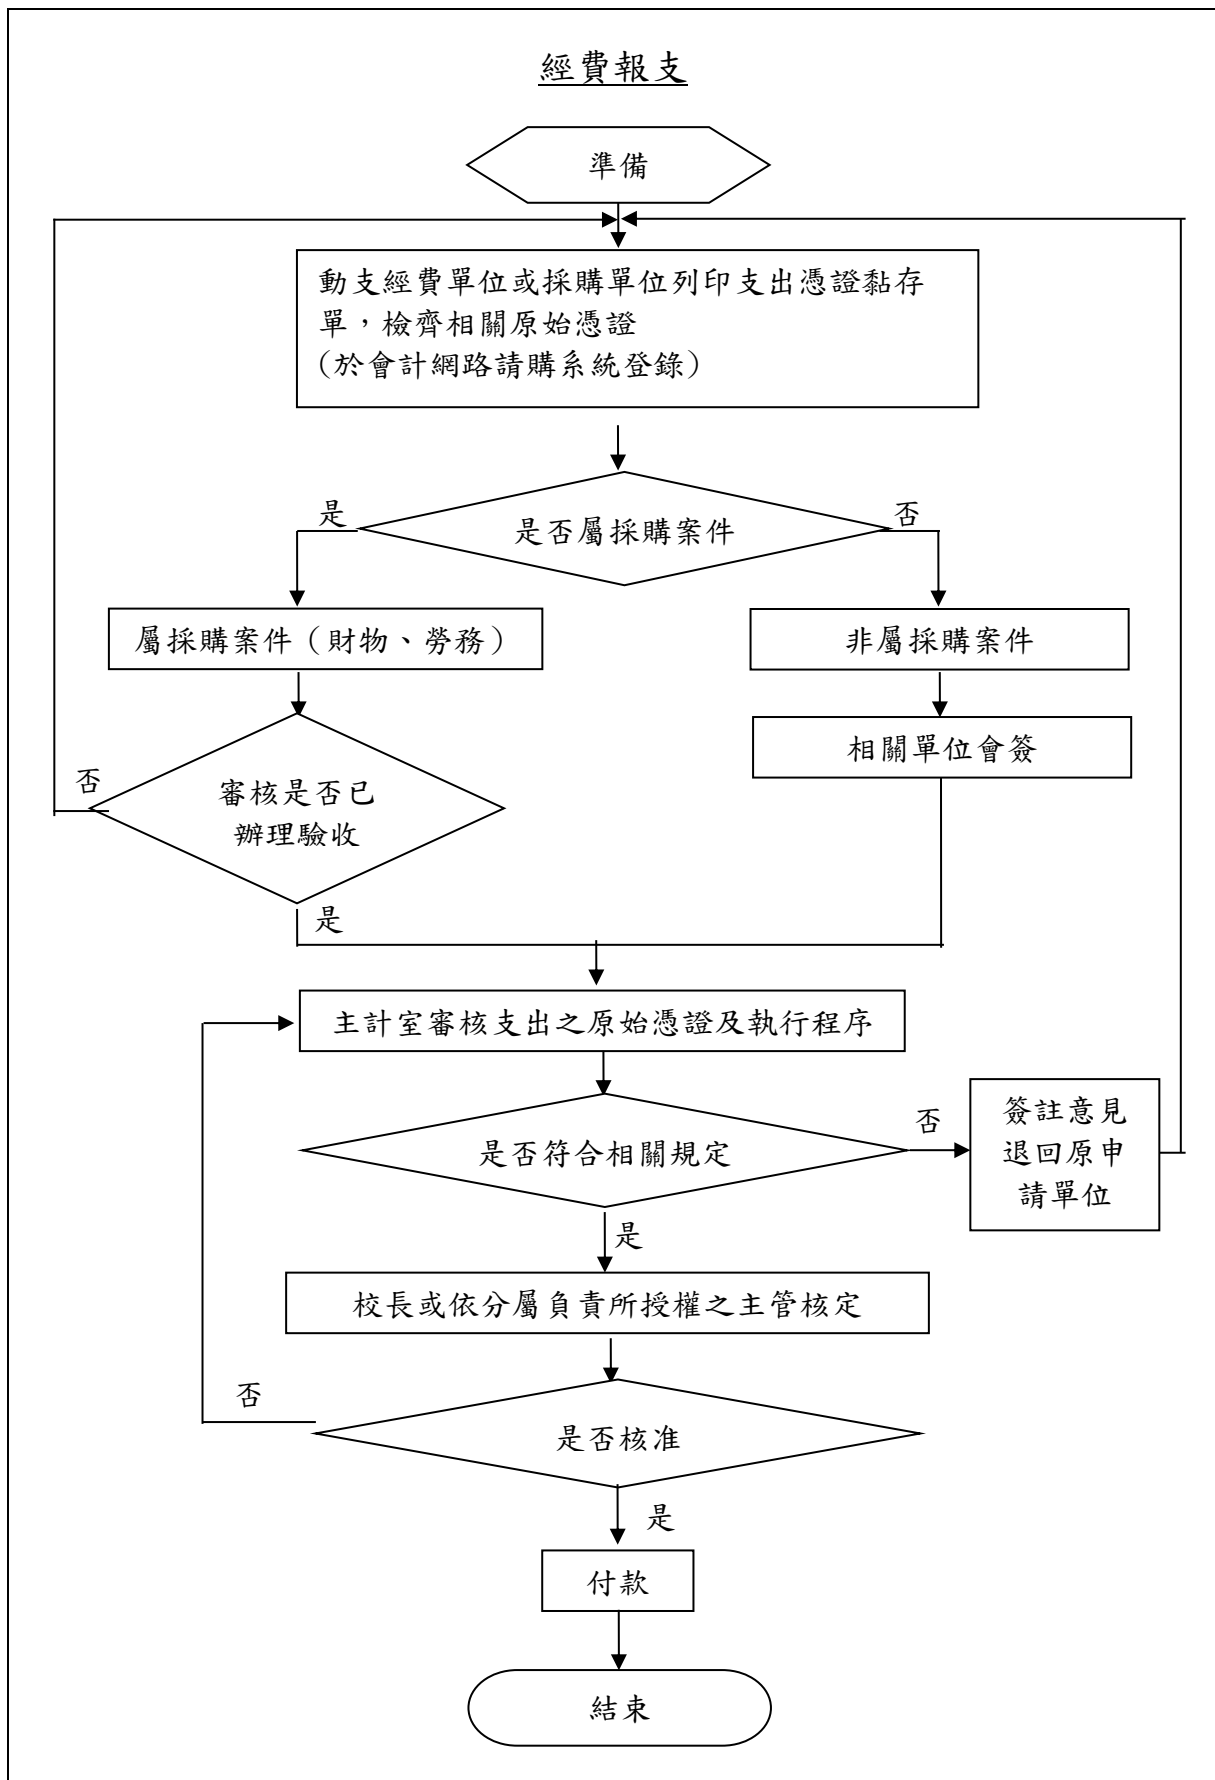 經費報支
準備
動支經費單位或採購單位列印支出憑證黏存
單，檢齊相關原始憑證
(於會計網路請購系統登錄)
是
否
是否屬採購案件
屬採購案件（財物、勞務）
非屬採購案件
相關單位會簽
否
審核是否已
辦理驗收
是
主計室審核支出之原始憑證及執行程序
否
簽註意見
退回原申
請單位
是否符合相關規定
是
校長或依分屬負責所授權之主管核定
否
是否核准
是
付款
結束